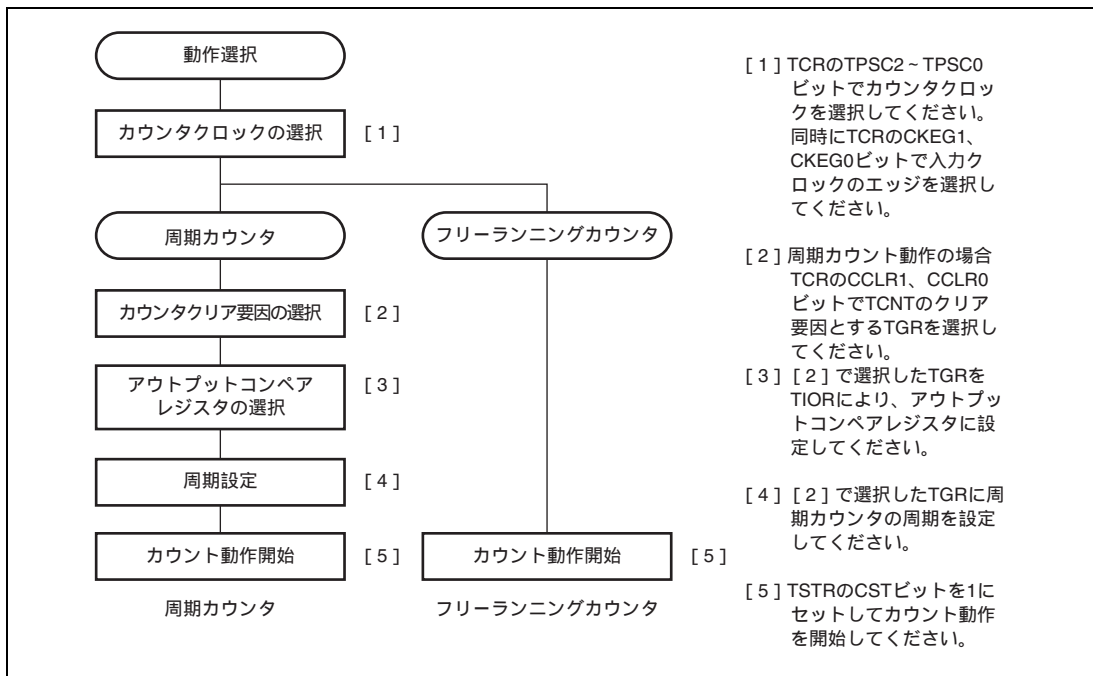 動作選択
カウンタクロックの選択 [1]
周期カウンタ フリーランニングカウンタ
カウンタクリア要因の選択 [2]
アウトプットコンペア
レジスタの選択 [3]
周期設定 [4]
カウント動作開始 [5] カウント動作開始 [5]
周期カウンタ フリーランニングカウンタ
[1]TCRのTPSC2~TPSC0
ビットでカウンタクロッ
クを選択してください。
同時にTCRのCKEG1、
CKEG0ビットで入力ク
ロックのエッジを選択し
てください。
[2]周期カウント動作の場合
TCRのCCLR1、CCLR0
ビットでTCNTのクリア
要因とするTGRを選択し
てください。
[3][2]で選択したTGRを
TIORにより、アウトプッ
トコンペアレジスタに設
定してください。
[4][2]で選択したTGRに周
期カウンタの周期を設定
してください。
[5]TSTRのCSTビットを1に
セットしてカウント動作
を開始してください。